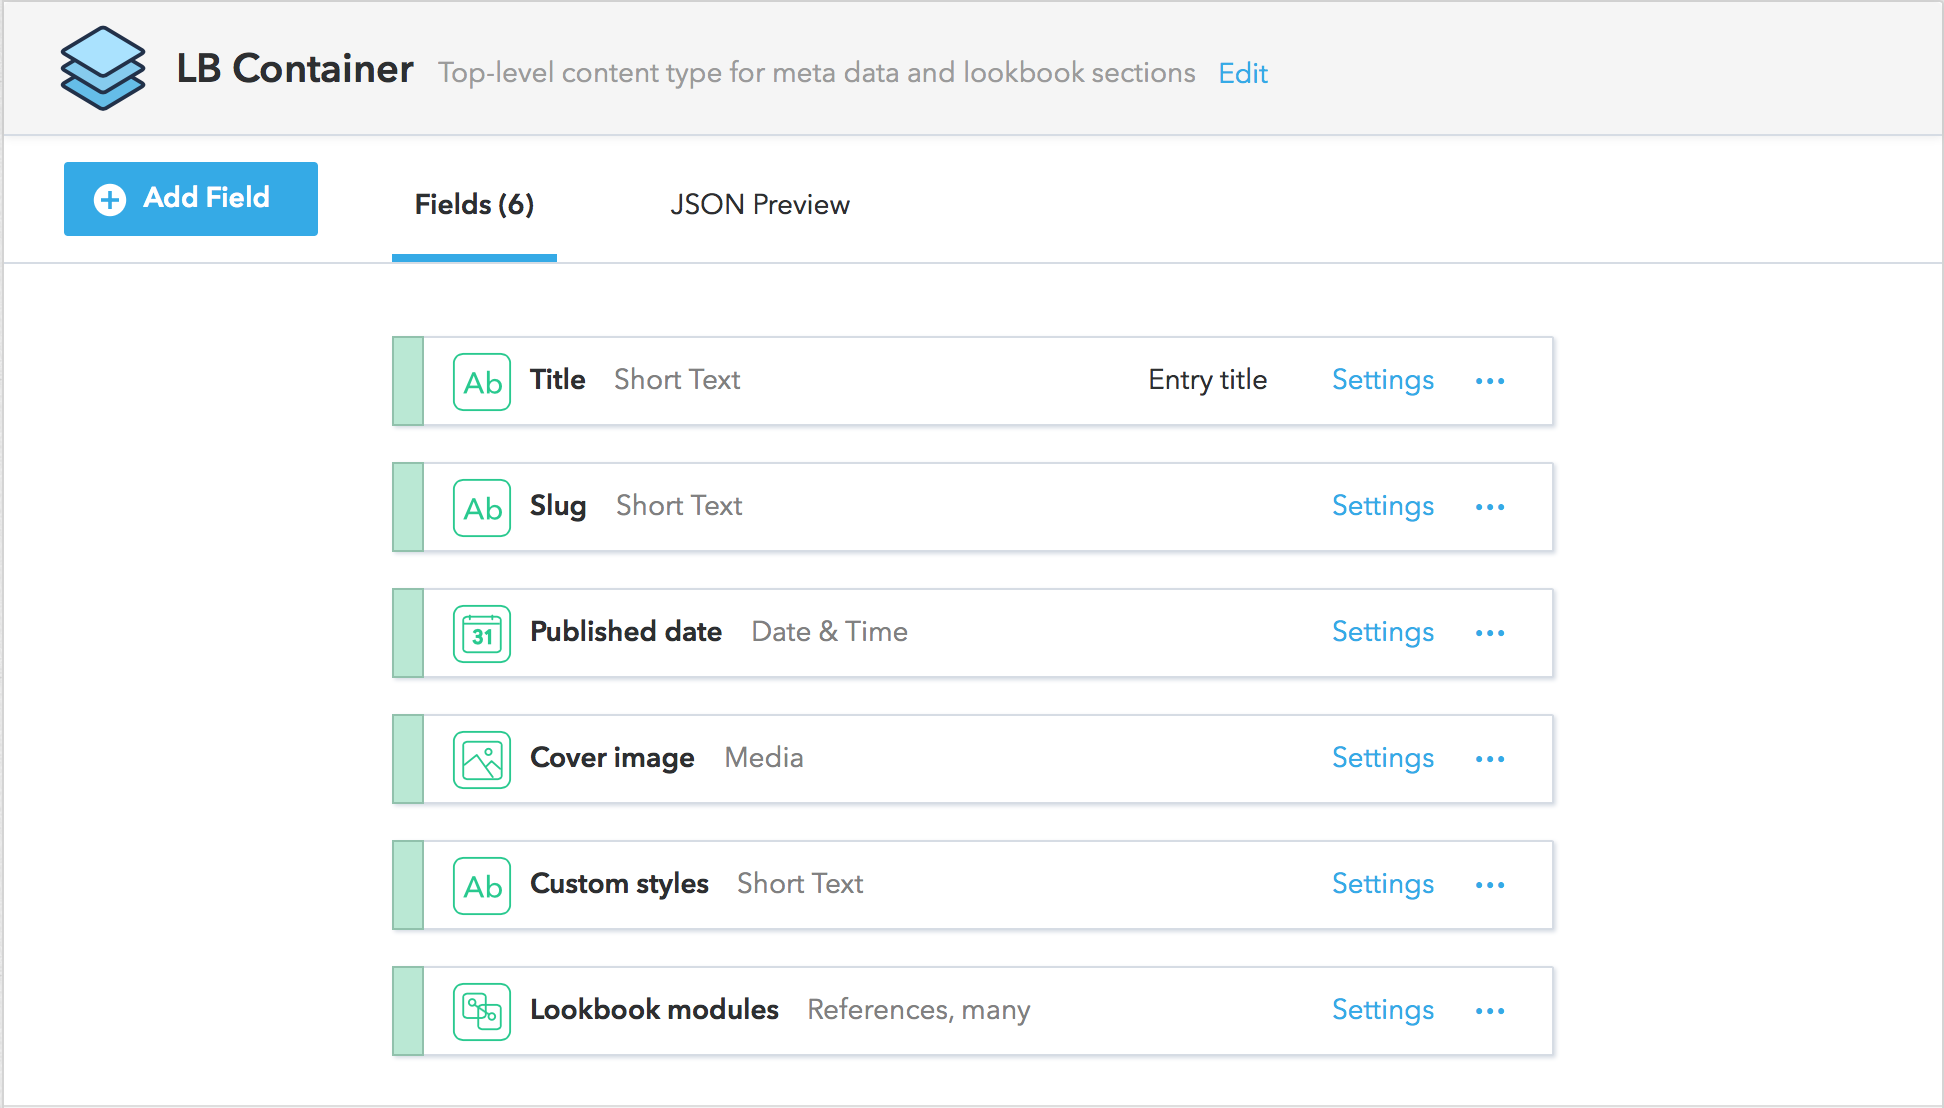 LB Container Top-level content type for meta data and lookbook sections Edit
Add Field Fields (6) JSON Preview
Ab Title Short Text Entry title Settings
Ab Slug Short Text Settings
31 Published date Date & Time Settings
Cover image Media Settings
Ab Custom styles Short Text Settings
Lookbook modules References, many Settings